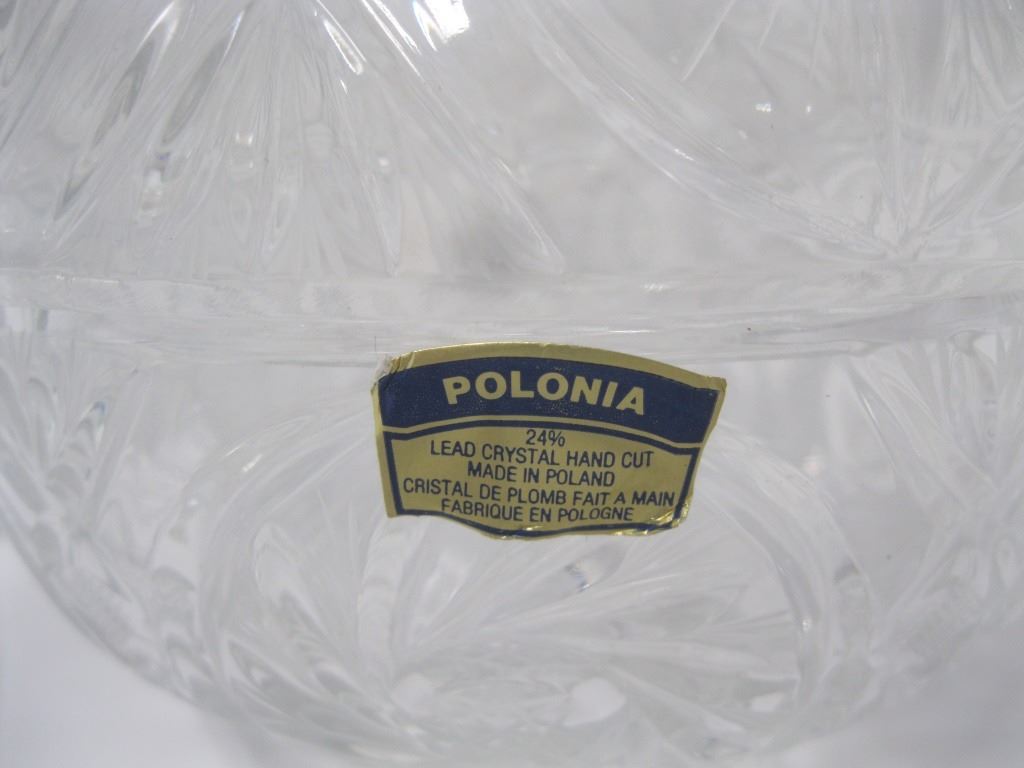 POLONIA
24%
LEAD CRYSTAL HAND CUT
MADE IN POLAND
CRISTAL DE PLOMB FAIT A MAIN
FABRIQUE EN POLOGNE